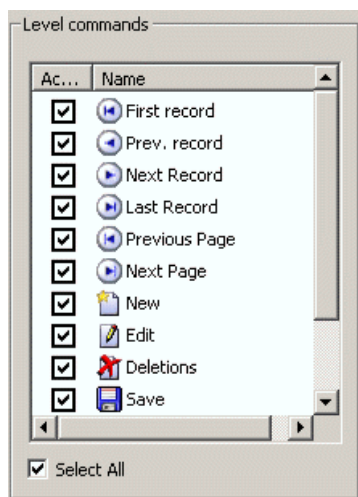 Level commands
Ac... Name
First record
Prev. record
Next Record
Last Record
Previous Page
Next Page
New
Edit
Deletions
Save
Select All